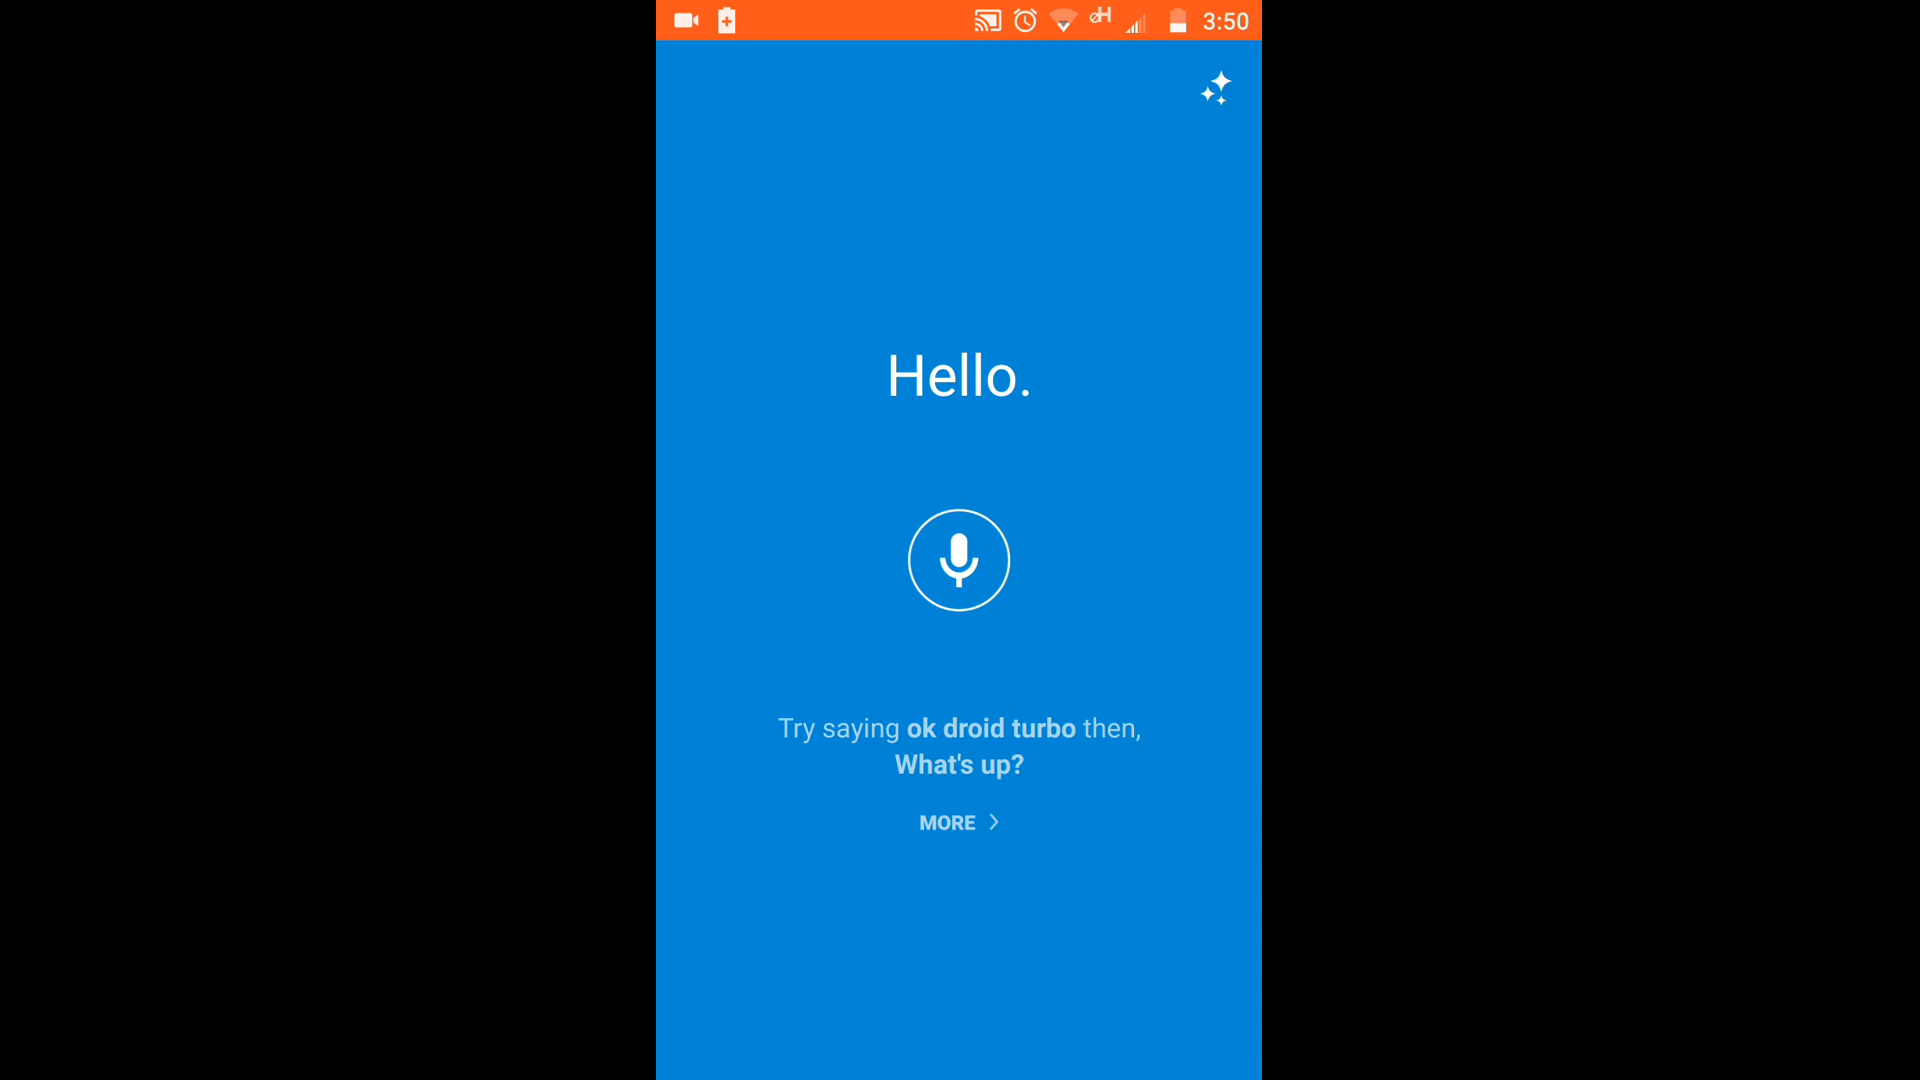 3:50
Hello.
Try saying ok droid turbo then,
What's up?
MORE